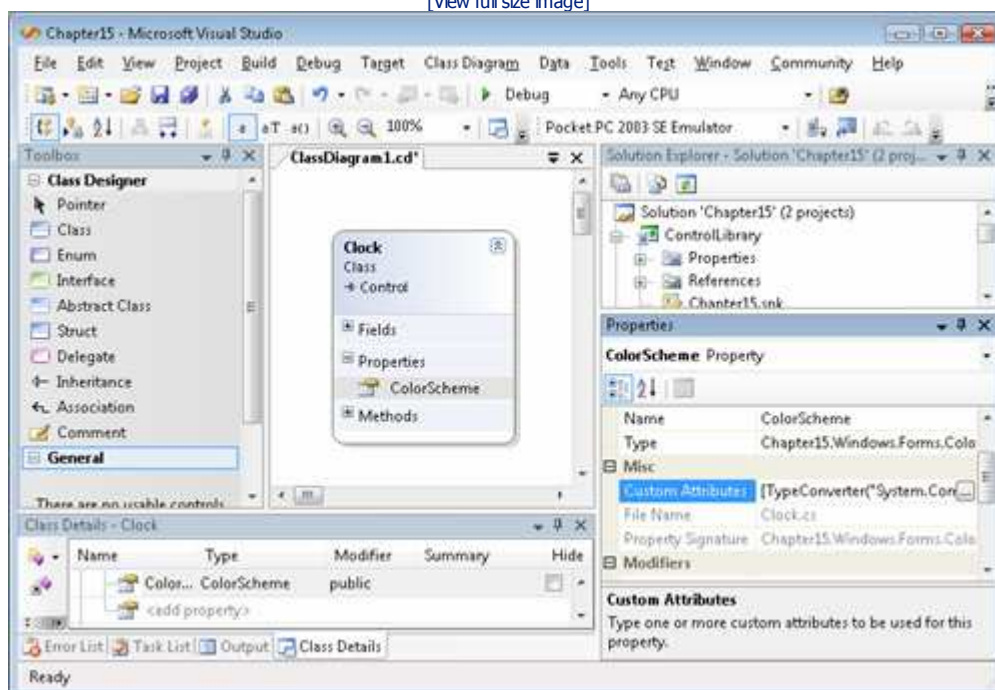 [View full size image]
Chapter15 - Microsoft Visual Studio
File Edit View Project Build Debug Target Class Diagram Data Tools Test Window Community Help
Debug Any CPU
100% Pocket PC 2003 SE Emulator
Toolbox
Class Designer
Pointer
Class
Enum
Interface
Abstract Class
Struct
Delegate
Inheritance
Association
Comment
General
There are no usable controls
ClassDiagram1.cd*
Clock
Class
Control
Fields
Properties
ColorScheme
Methods
Solution Explorer - Solution 'Chapter15' (2 proj...
Solution 'Chapter15' (2 projects)
ControlLibrary
Properties
References
Chapter15.snk
Properties
ColorScheme Property
Name ColorScheme
Type Chapter15.Windows.Forms.Colo
Misc
Custom Attributes [TypeConverter("System.Con ...
File Name Clock.cs
Property Signature Chapter15.Windows.Forms.Colo
Modifiers
Custom Attributes
Type one or more custom attributes to be used for this
property.
Class Details - Clock
Name Type Modifier Summary Hide
Color... ColorScheme public
<add property>
Error List Task List Output Class Details
Ready